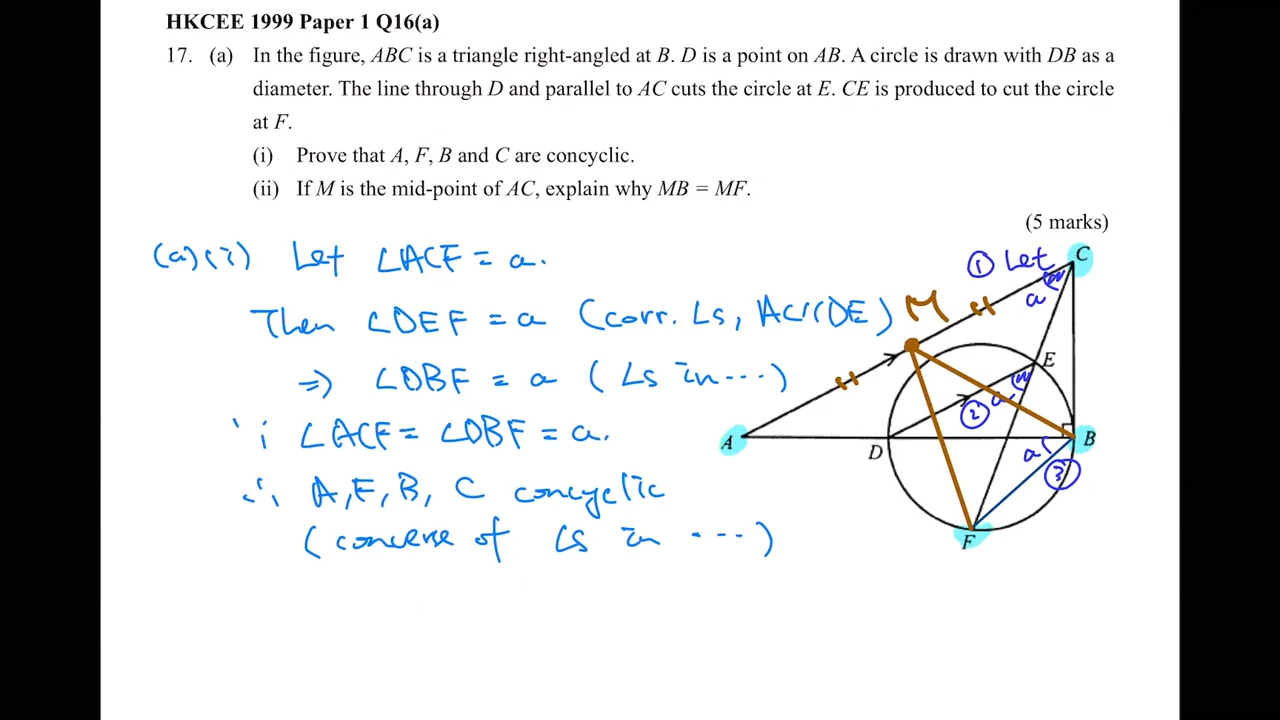 HKCEE 1999 Paper 1 Q16(a)
17. (a) In the figure, ABC is a triangle right-angled at B. D is a point on AB. A circle is drawn with DB as a
diameter. The line through D and parallel to AC cuts the circle at E. CE is produced to cut the circle
at F.
(i) Prove that A, F, B and C are concyclic.
(ii) If M is the mid-point of AC, explain why MB = MF.
(5 marks)
(a)(i) Let ∠ACF = a.
Then ∠DEF = a (corr. ∠s, AC//DE)
⇒ ∠DBF = a (∠s in ...)
∵ ∠ACF = ∠DBF = a.
∴ A, F, B, C concyclic
(converse of ∠s in ...)
① Let
C
a
M
E
a
②
A
D
B
a
③
F